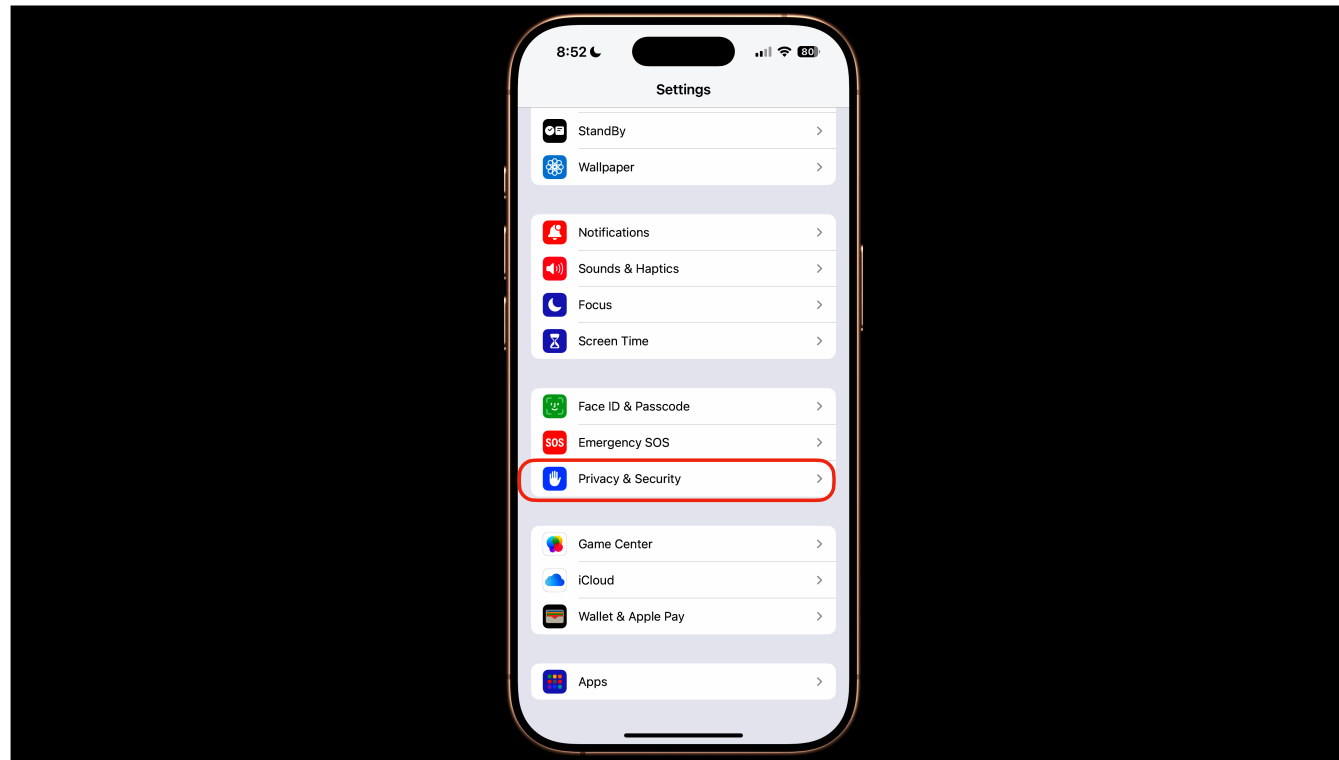 8:52
80
Settings
StandBy
Wallpaper
Notifications
Sounds & Haptics
Focus
Screen Time
Face ID & Passcode
SOS Emergency SOS
Privacy & Security
Game Center
iCloud
Wallet & Apple Pay
Apps